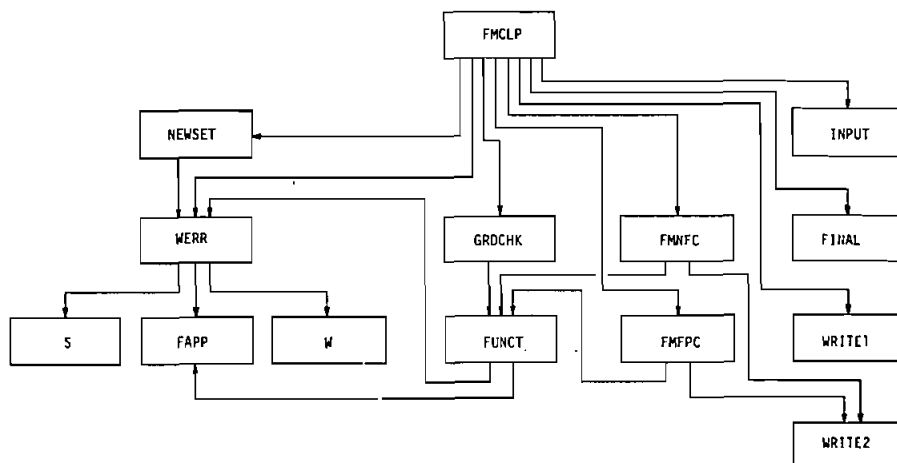 FMCLP
NEWSET
INPUT
WERR
GRDCHK
FMNFC
FINAL
S
FAPP
W
FUNCT
FMFPC
WRITE1
WRITE2